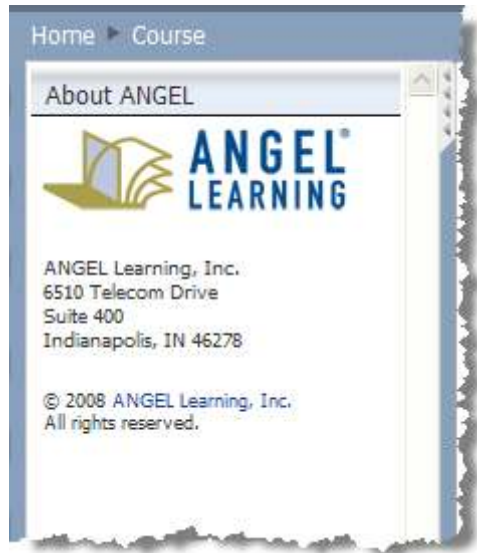 Home ▶ Course
About ANGEL
ANGEL®
LEARNING
ANGEL Learning, Inc.
6510 Telecom Drive
Suite 400
Indianapolis, IN 46278
© 2008 ANGEL Learning, Inc.
All rights reserved.